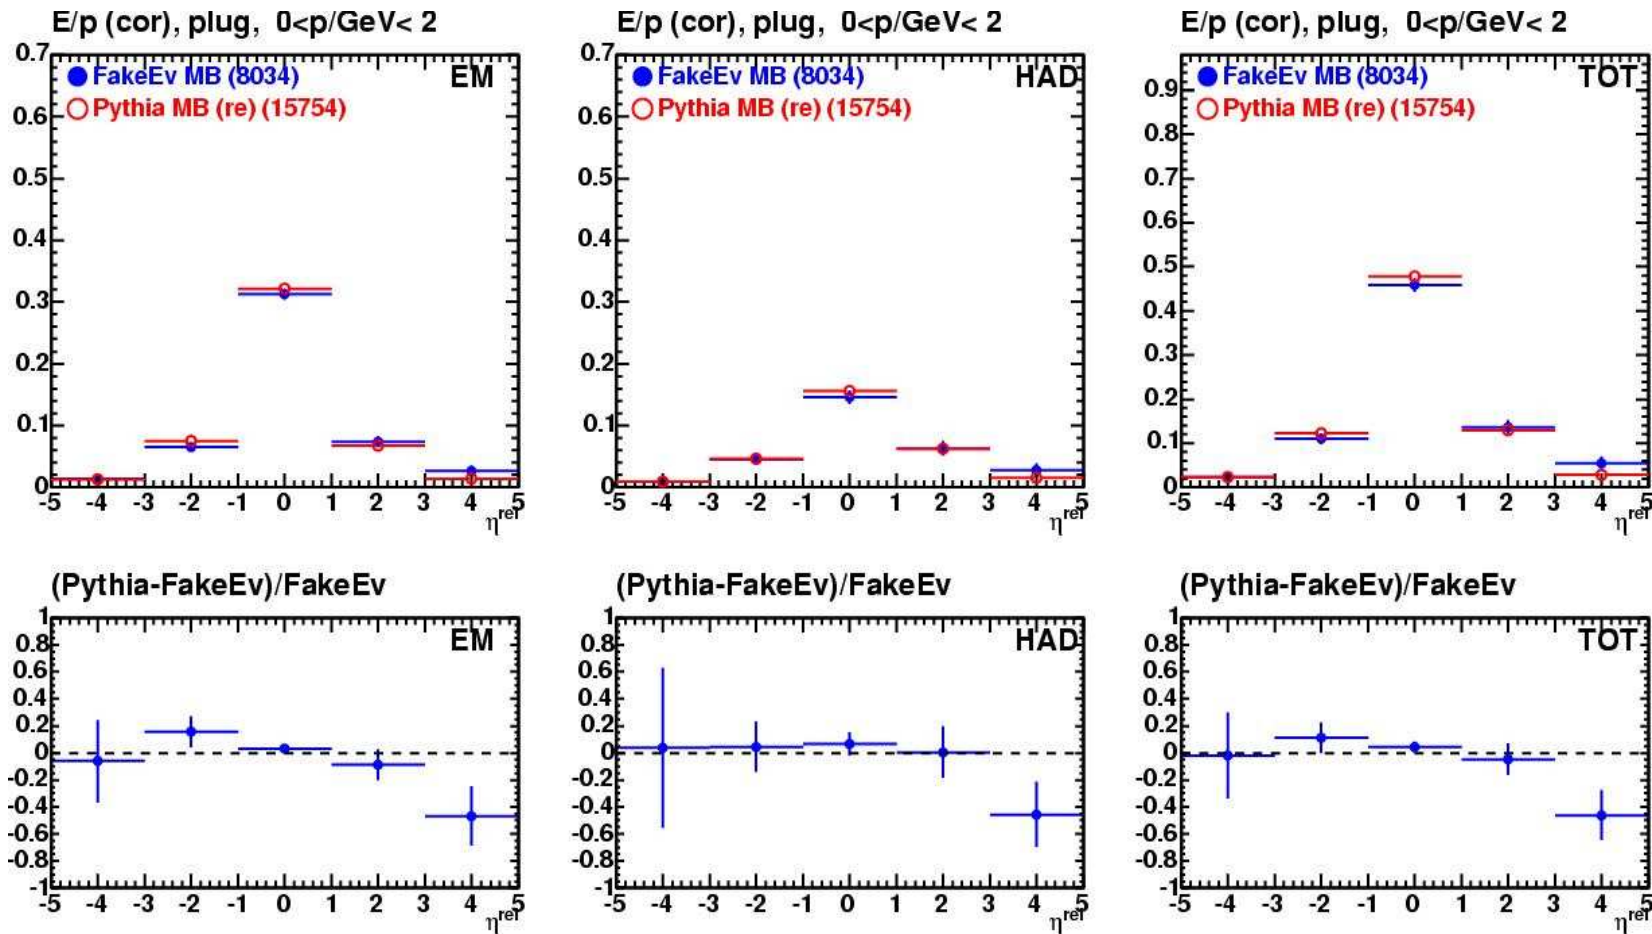 E/p (cor), plug, 0<p/GeV< 2
0.7
0.6
0.5
0.4
0.3
0.2
0.1
0
FakeEv MB (8034)
Pythia MB (re) (15754)
EM
-5 -4 -3 -2 -1 0 1 2 3 4 5
η^ref
E/p (cor), plug, 0<p/GeV< 2
0.7
0.6
0.5
0.4
0.3
0.2
0.1
0
FakeEv MB (8034)
Pythia MB (re) (15754)
HAD
-5 -4 -3 -2 -1 0 1 2 3 4 5
η^ref
E/p (cor), plug, 0<p/GeV< 2
0.9
0.8
0.7
0.6
0.5
0.4
0.3
0.2
0.1
0
FakeEv MB (8034)
Pythia MB (re) (15754)
TOT
-5 -4 -3 -2 -1 0 1 2 3 4 5
η^ref
(Pythia-FakeEv)/FakeEv
1
0.8
0.6
0.4
0.2
0
-0.2
-0.4
-0.6
-0.8
-1
EM
-5 -4 -3 -2 -1 0 1 2 3 4 5
η^ref
(Pythia-FakeEv)/FakeEv
1
0.8
0.6
0.4
0.2
0
-0.2
-0.4
-0.6
-0.8
-1
HAD
-5 -4 -3 -2 -1 0 1 2 3 4 5
η^ref
(Pythia-FakeEv)/FakeEv
1
0.8
0.6
0.4
0.2
0
-0.2
-0.4
-0.6
-0.8
-1
TOT
-5 -4 -3 -2 -1 0 1 2 3 4 5
η^ref